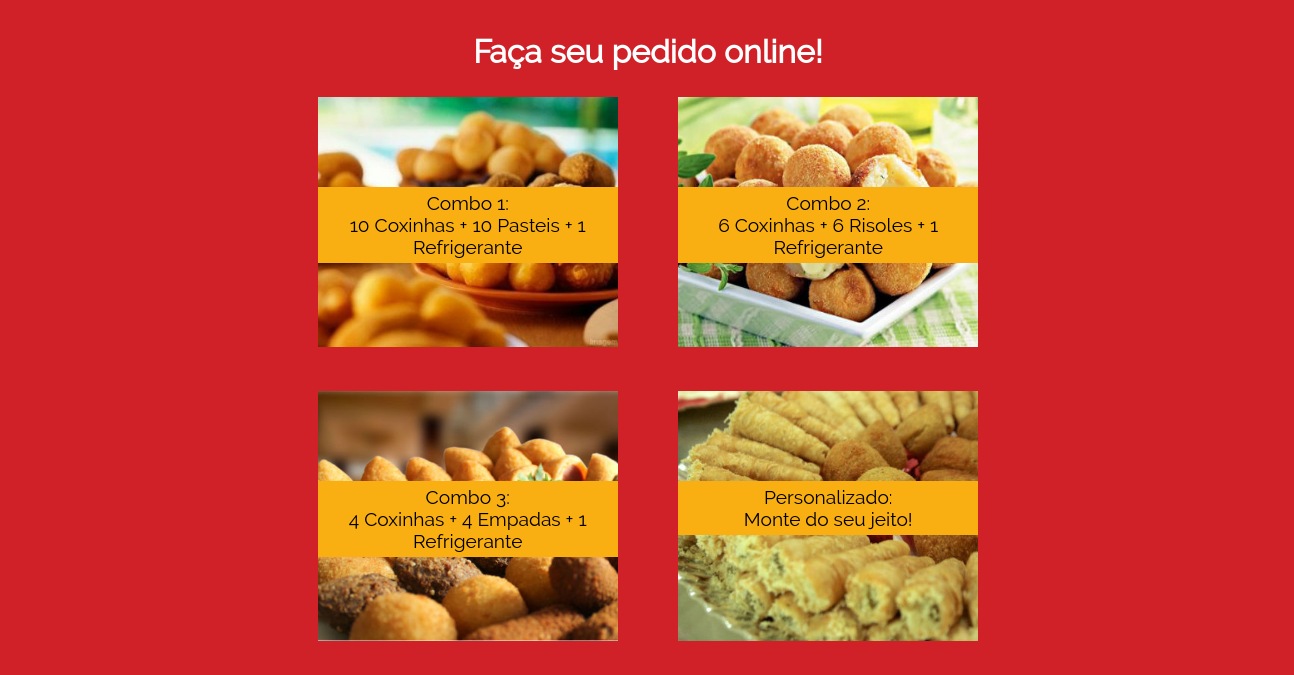 Faça seu pedido online!
Combo 1:
10 Coxinhas + 10 Pasteis + 1
Refrigerante
Combo 2:
6 Coxinhas + 6 Risoles + 1
Refrigerante
Combo 3:
4 Coxinhas + 4 Empadas + 1
Refrigerante
Personalizado:
Monte do seu jeito!